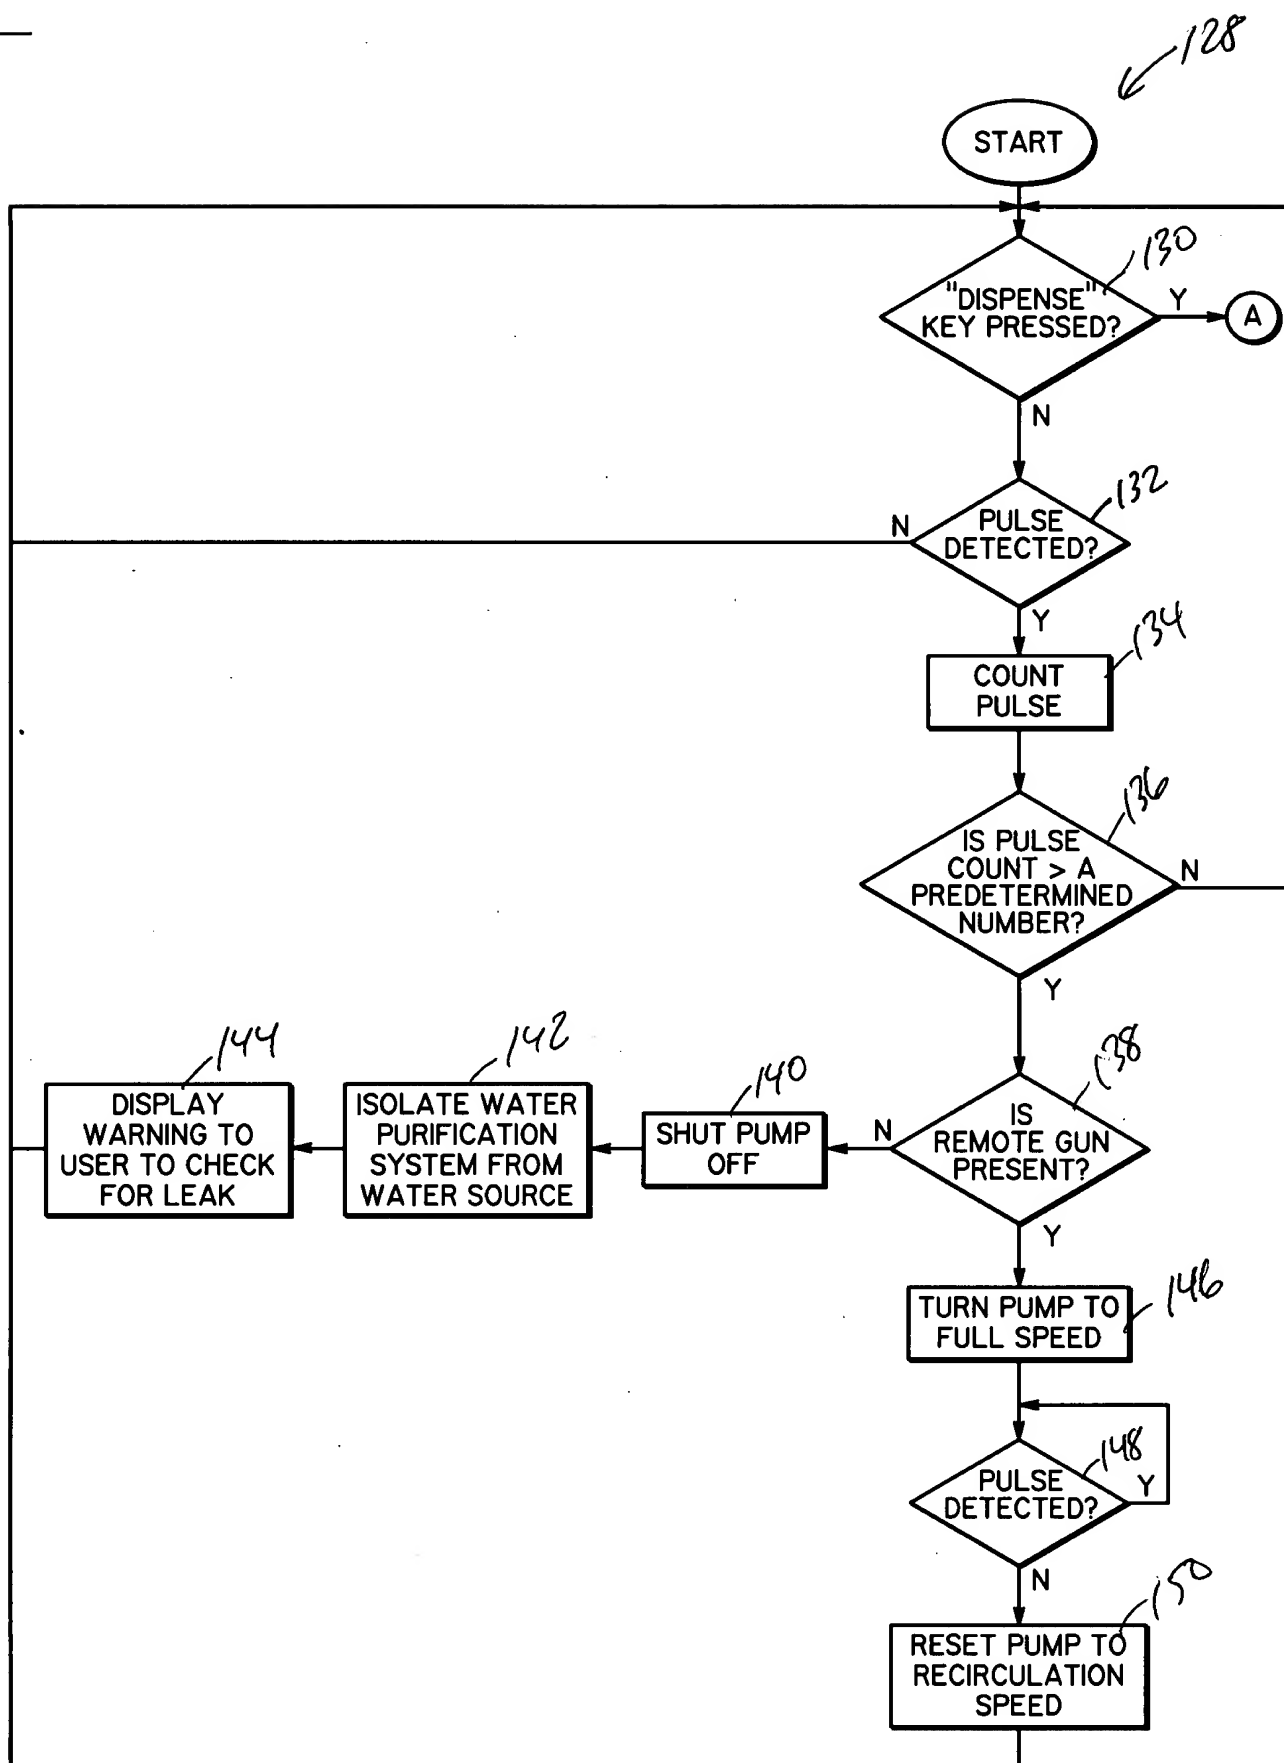 128
START
130
"DISPENSE"
KEY PRESSED?
Y
A
N
132
N
PULSE
DETECTED?
Y
134
COUNT
PULSE
136
IS PULSE
COUNT > A
PREDETERMINED
NUMBER?
N
Y
144
142
140
138
DISPLAY
WARNING TO
USER TO CHECK
FOR LEAK
ISOLATE WATER
PURIFICATION
SYSTEM FROM
WATER SOURCE
SHUT PUMP
OFF
N
IS
REMOTE GUN
PRESENT?
Y
146
TURN PUMP TO
FULL SPEED
148
PULSE
DETECTED?
Y
N
150
RESET PUMP TO
RECIRCULATION
SPEED